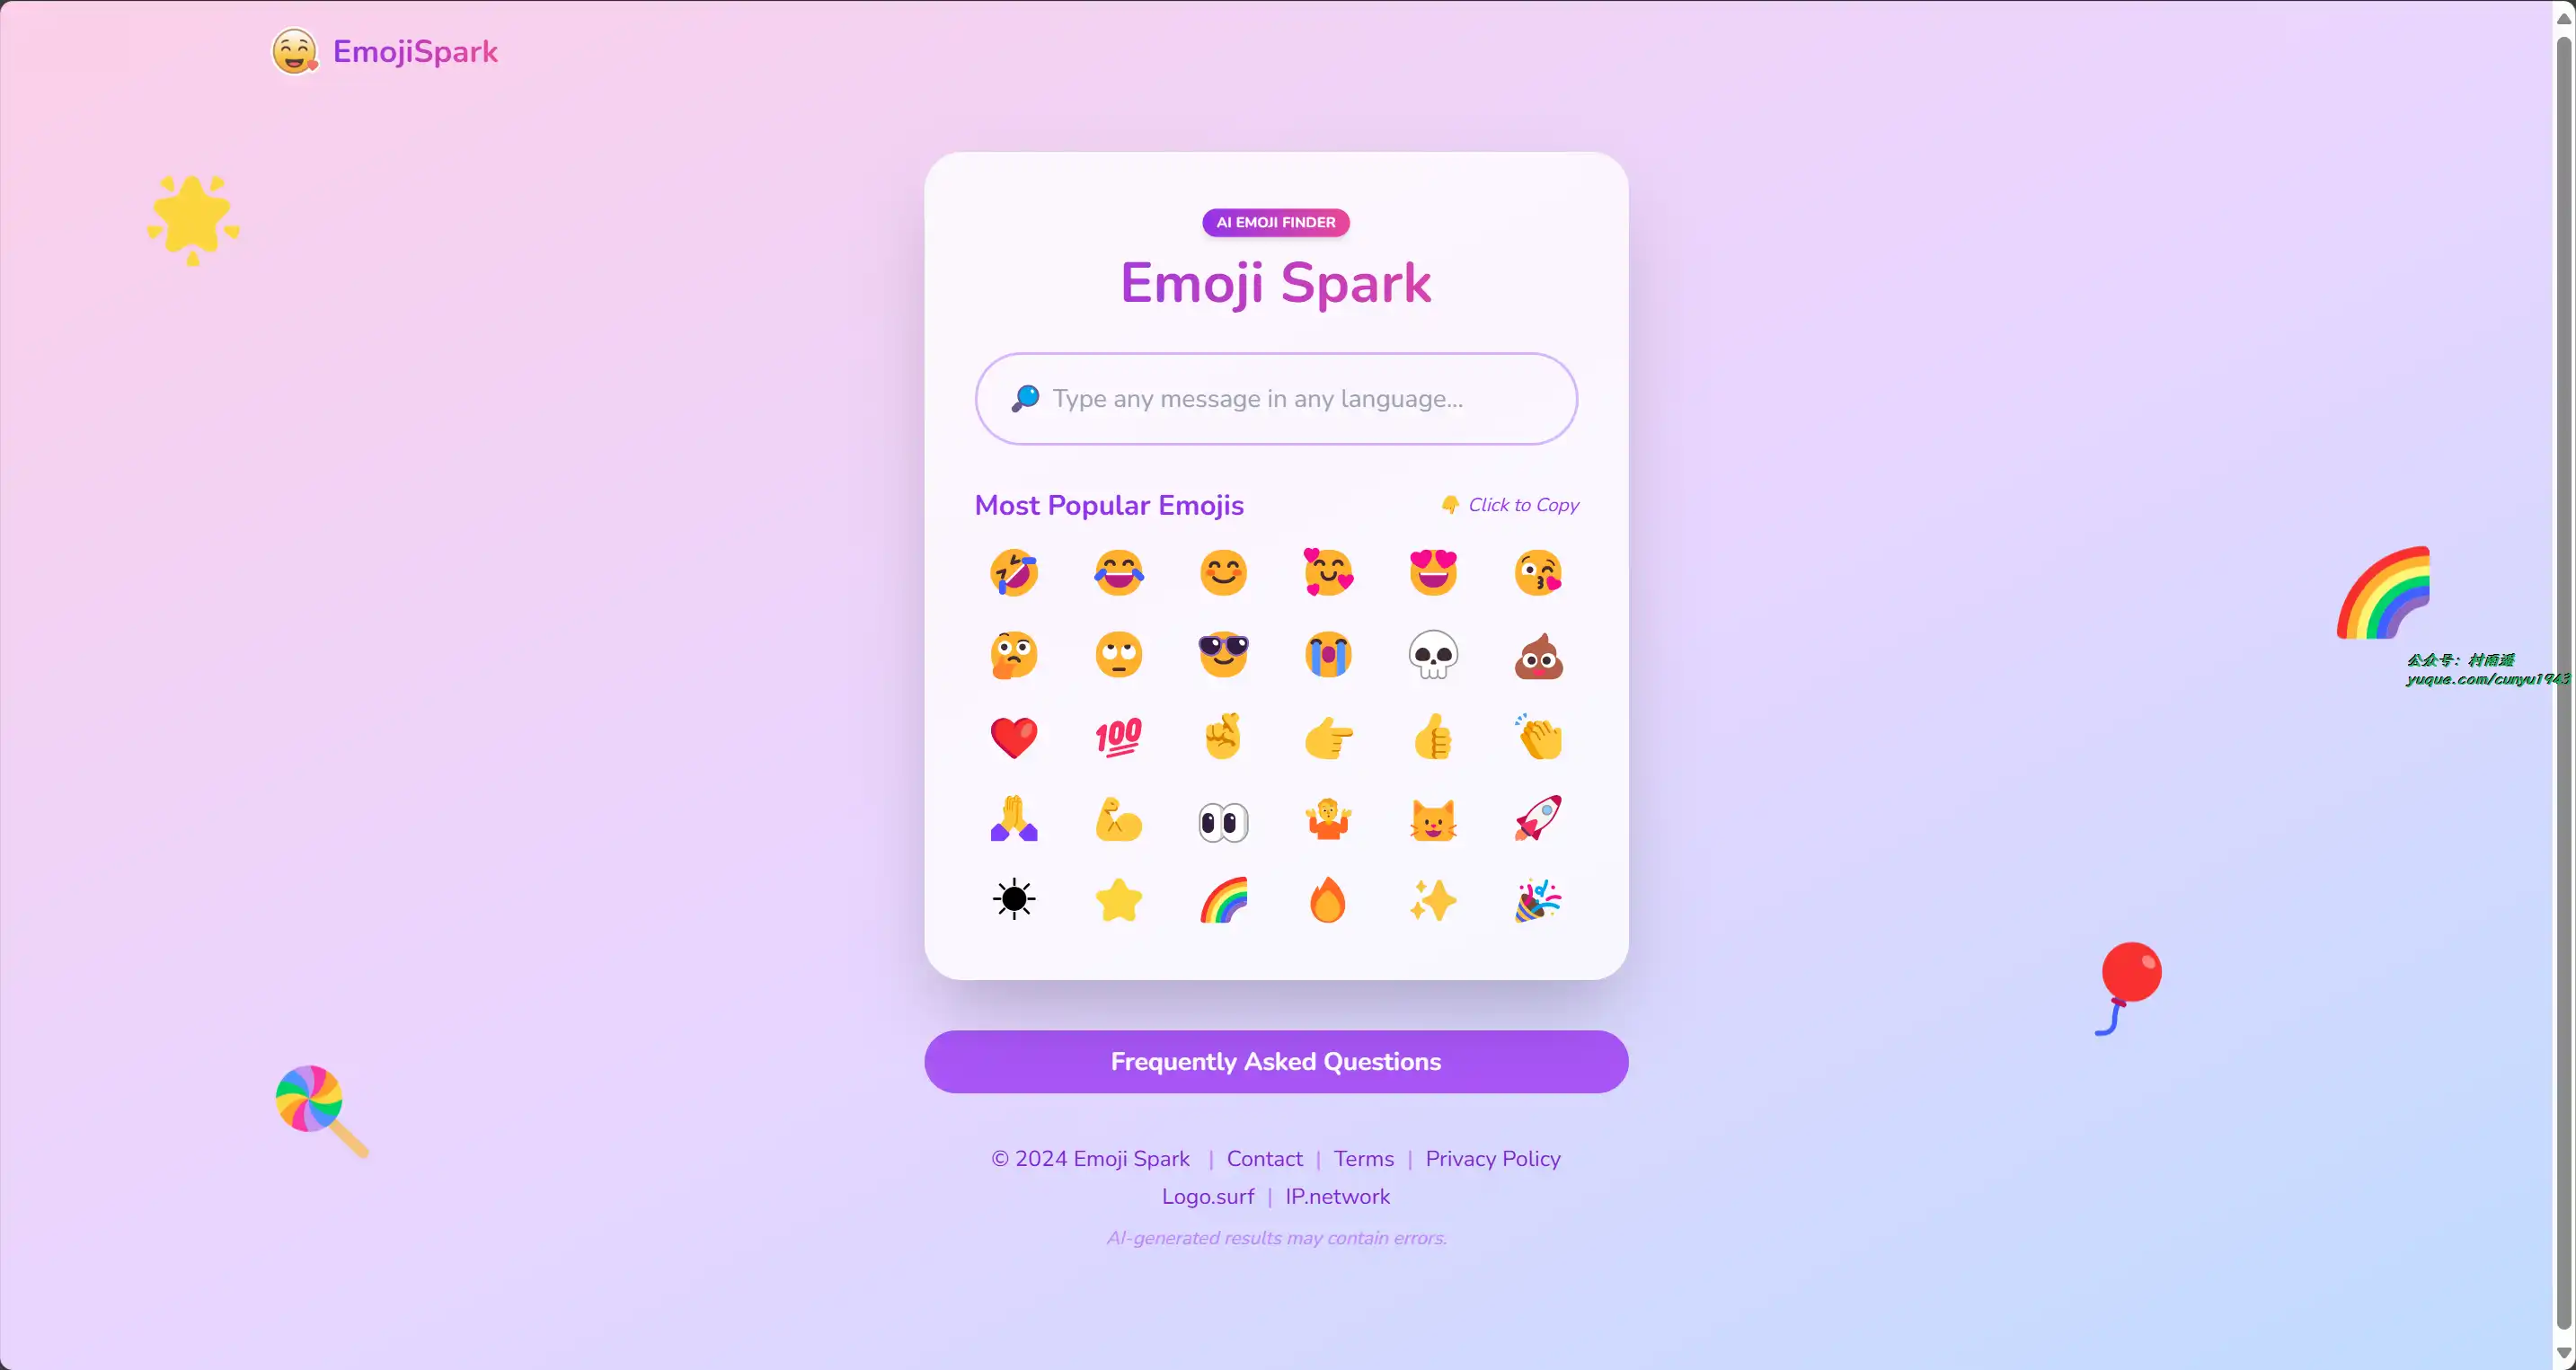 EmojiSpark
AI EMOJI FINDER
Emoji Spark
Type any message in any language...
Most Popular Emojis
Click to Copy
100
公众号：村雨遥
yuque.com/cunyu1943
Frequently Asked Questions
© 2024 Emoji Spark | Contact | Terms | Privacy Policy
Logo.surf | IP.network
AI-generated results may contain errors.